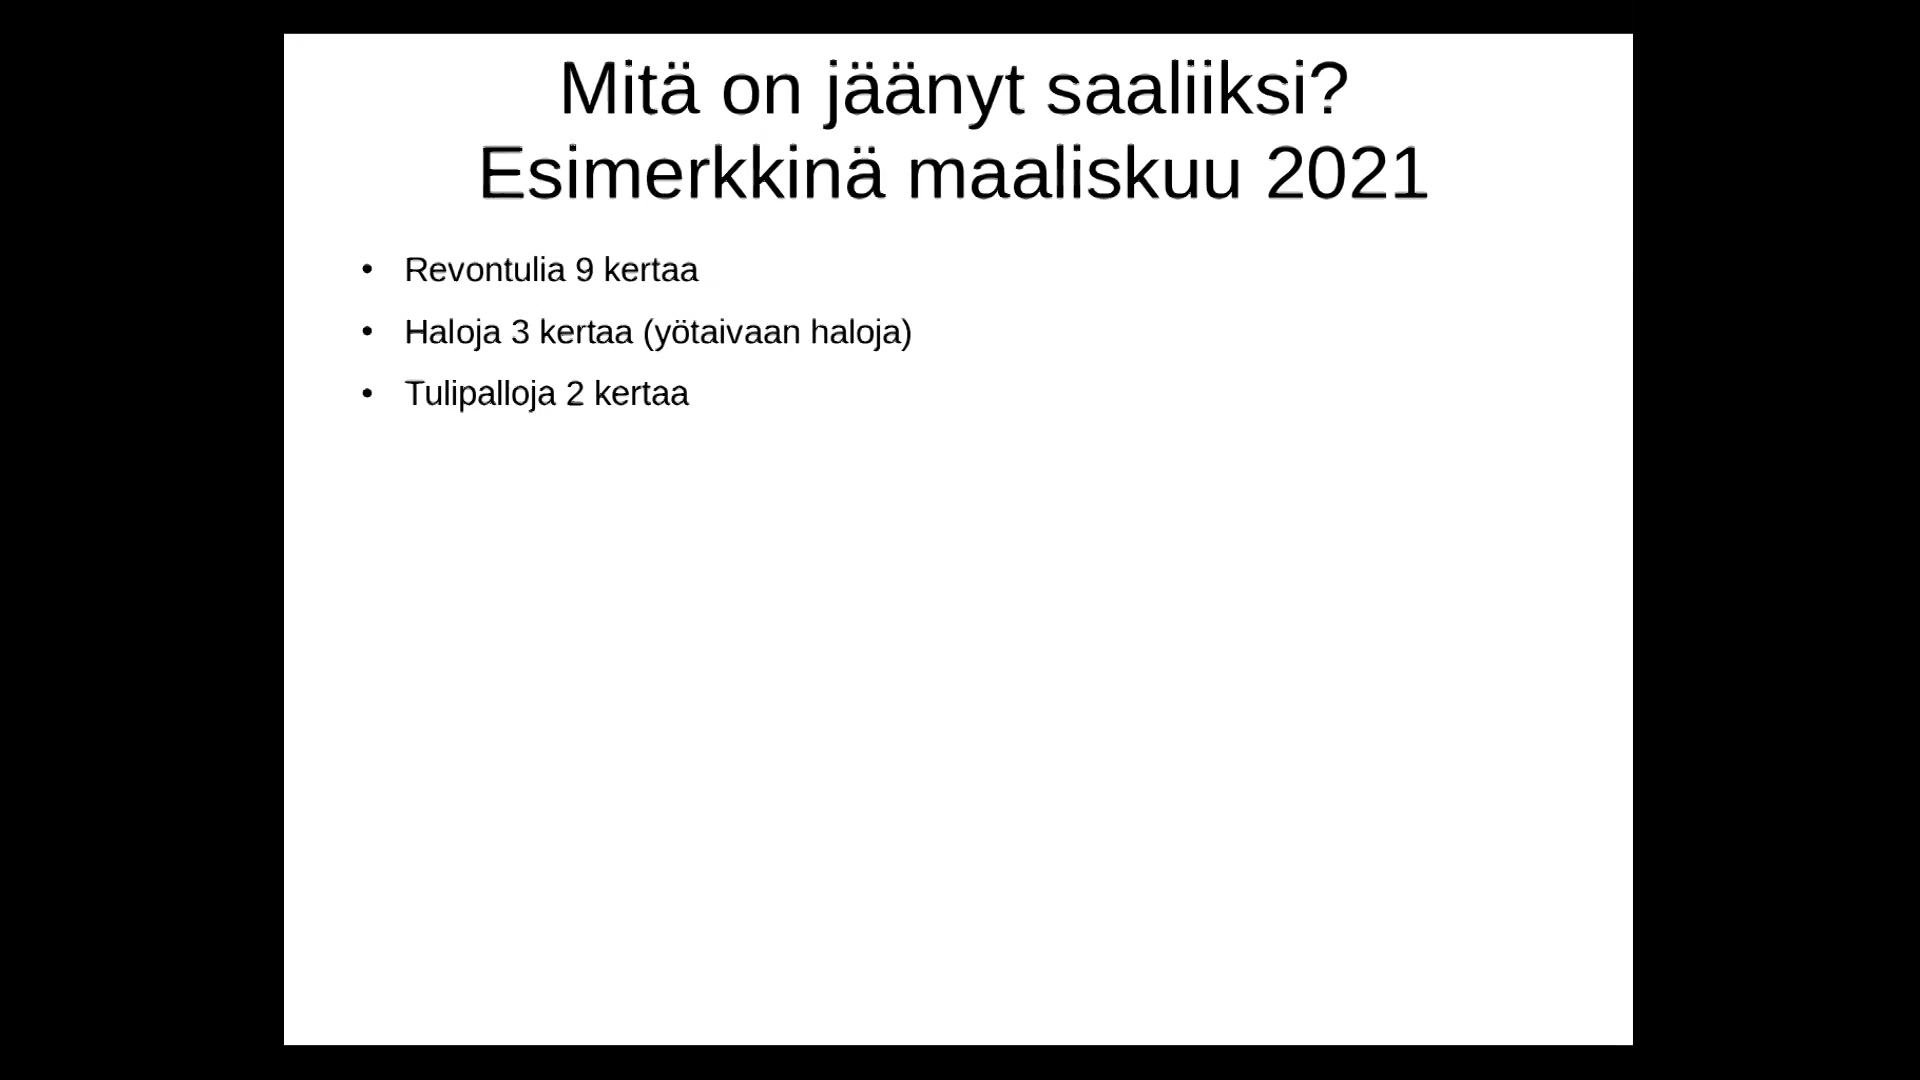 Mitä on jäänyt saaliiksi?
Esimerkkinä maaliskuu 2021
• Revontulia 9 kertaa
• Haloja 3 kertaa (yötaivaan haloja)
• Tulipalloja 2 kertaa